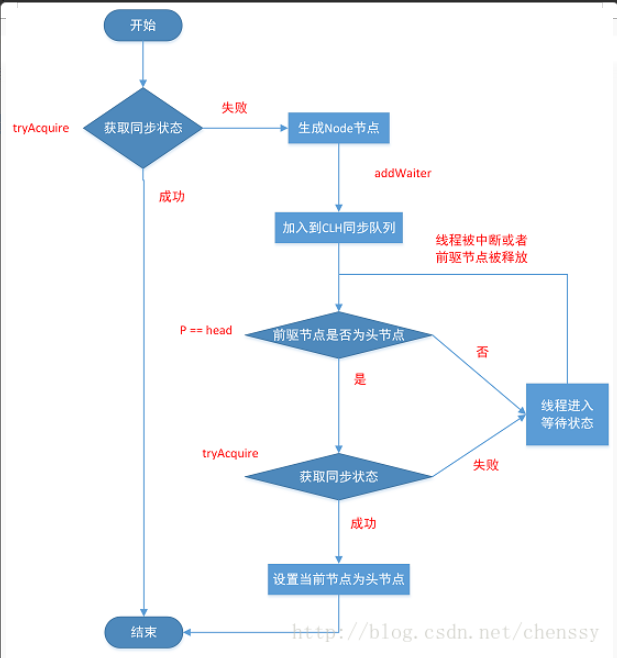 开始
失败
tryAcquire
获取同步状态
生成Node节点
addWaiter
成功
加入到CLH同步队列
线程被中断或者
前驱节点被释放
P == head
前驱节点是否为头节点
否
是
线程进入
等待状态
tryAcquire
获取同步状态
失败
成功
设置当前节点为头节点
结束
http://blog.csdn.net/chenssy